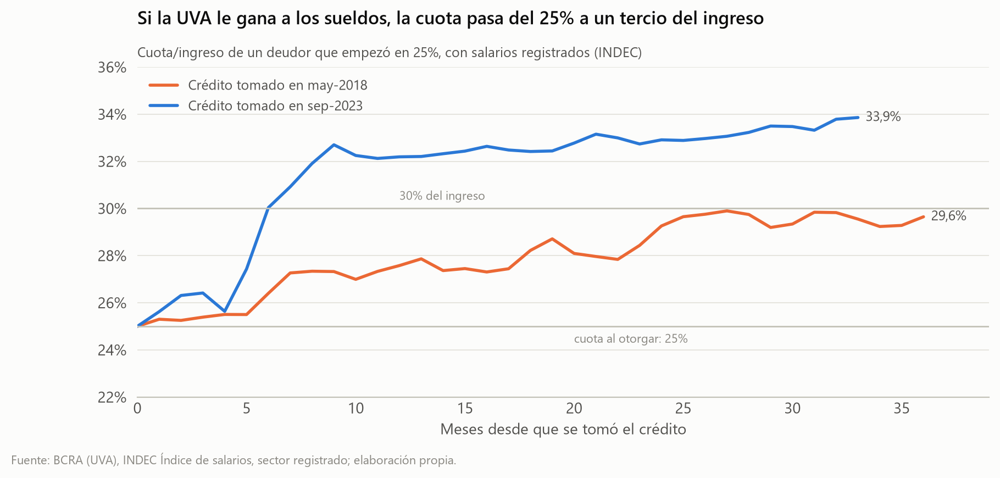 Si la UVA le gana a los sueldos, la cuota pasa del 25% a un tercio del ingreso
Cuota/ingreso de un deudor que empezó en 25%, con salarios registrados (INDEC)
36%
Crédito tomado en may-2018
Crédito tomado en sep-2023
34%
33,9%
32%
30% del ingreso
30%
29,6%
28%
26%
cuota al otorgar: 25%
24%
22%
0 5 10 15 20 25 30 35
Meses desde que se tomó el crédito
Fuente: BCRA (UVA), INDEC Índice de salarios, sector registrado; elaboración propia.